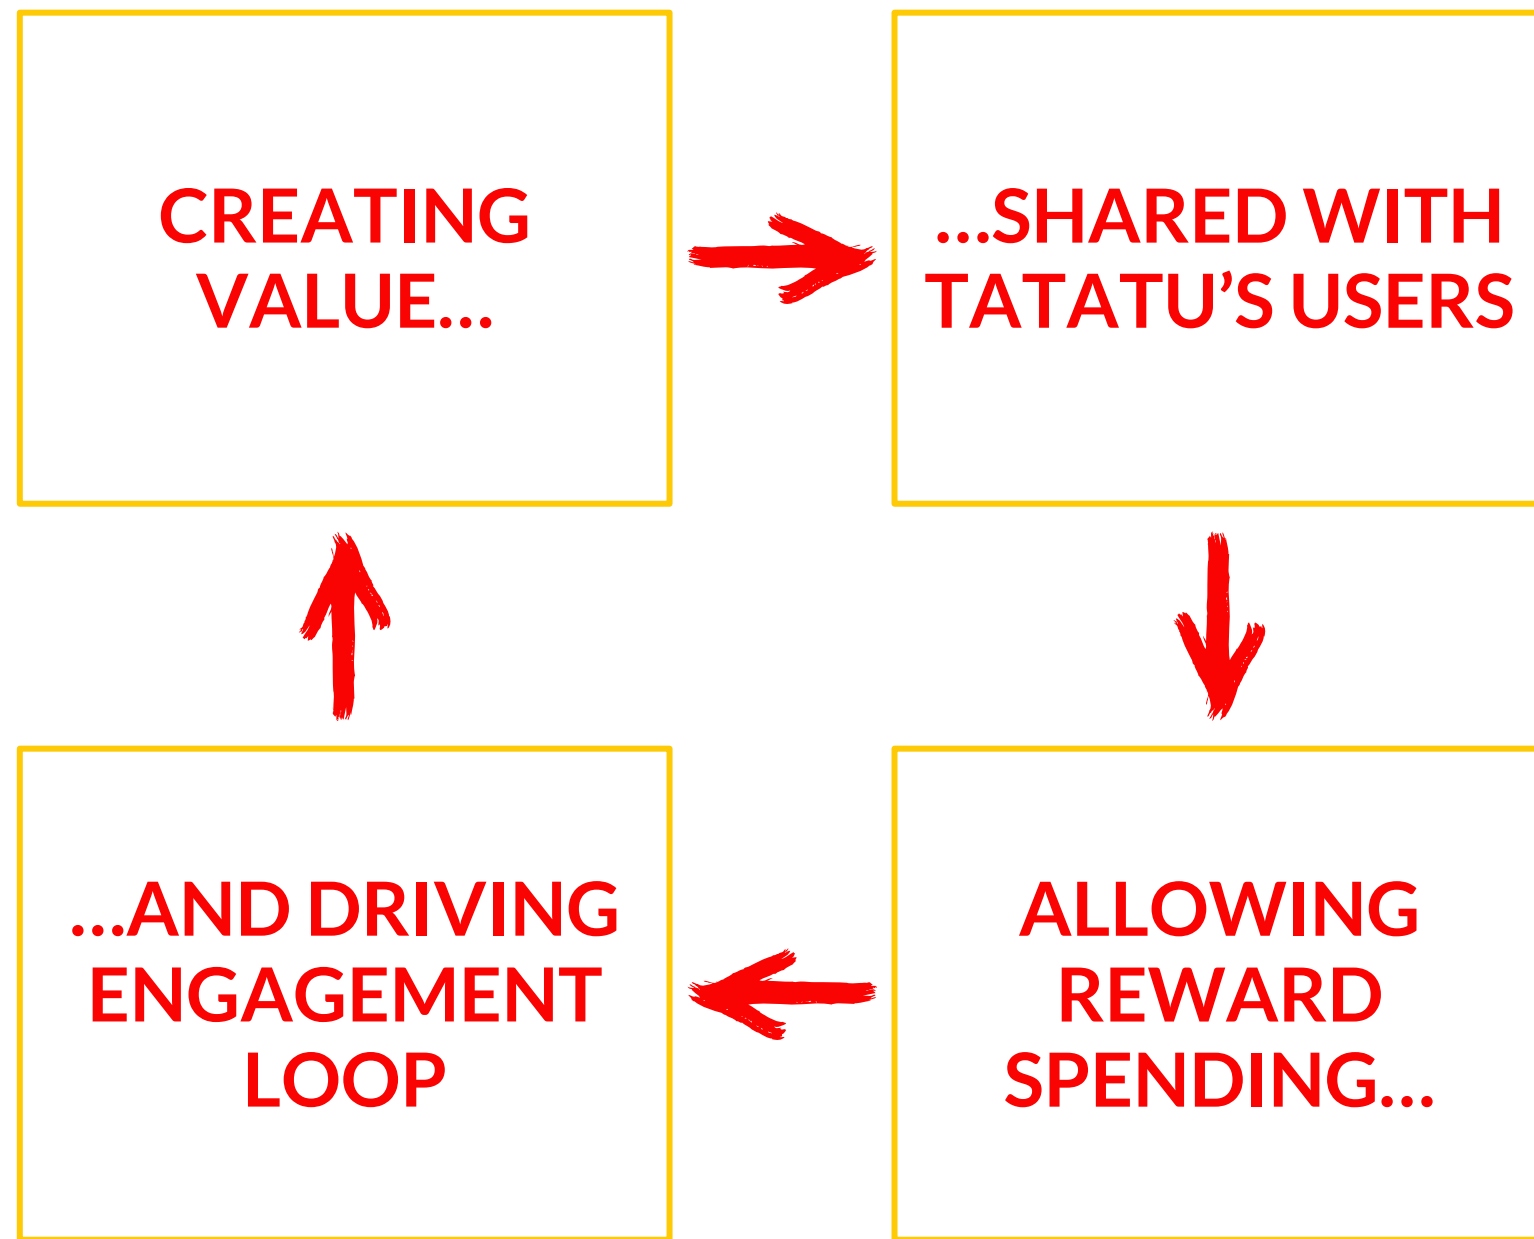 CREATING
VALUE...
...SHARED WITH
TATATU’S USERS
ALLOWING
REWARD
SPENDING...
...AND DRIVING
ENGAGEMENT
LOOP